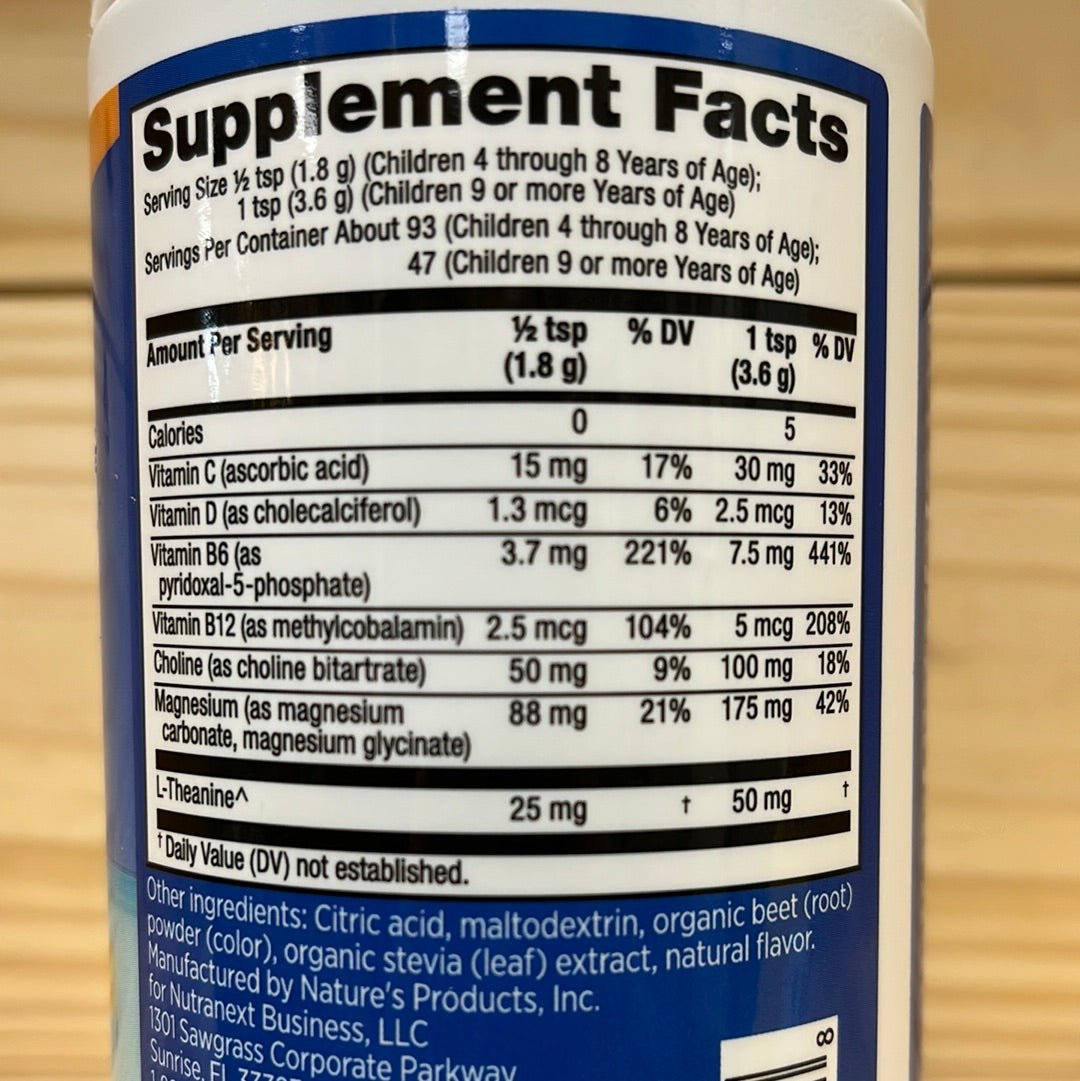 Supplement Facts
Serving Size ½ tsp (1.8 g) (Children 4 through 8 Years of Age);
1 tsp (3.6 g) (Children 9 or more Years of Age)
Servings Per Container About 93 (Children 4 through 8 Years of Age);
47 (Children 9 or more Years of Age)
Amount Per Serving ½ tsp (1.8 g) % DV 1 tsp (3.6 g) % DV
Calories 0 5
Vitamin C (ascorbic acid) 15 mg 17% 30 mg 33%
Vitamin D (as cholecalciferol) 1.3 mcg 6% 2.5 mcg 13%
Vitamin B6 (as 3.7 mg 221% 7.5 mg 441%
pyridoxal-5-phosphate)
Vitamin B12 (as methylcobalamin) 2.5 mcg 104% 5 mcg 208%
Choline (as choline bitartrate) 50 mg 9% 100 mg 18%
Magnesium (as magnesium 88 mg 21% 175 mg 42%
carbonate, magnesium glycinate)
L-Theanine^ 25 mg † 50 mg †
† Daily Value (DV) not established.
Other ingredients: Citric acid, maltodextrin, organic beet (root)
powder (color), organic stevia (leaf) extract, natural flavor.
Manufactured by Nature's Products, Inc.
for Nutranext Business, LLC
1301 Sawgrass Corporate Parkway
Sunrise, FL
8